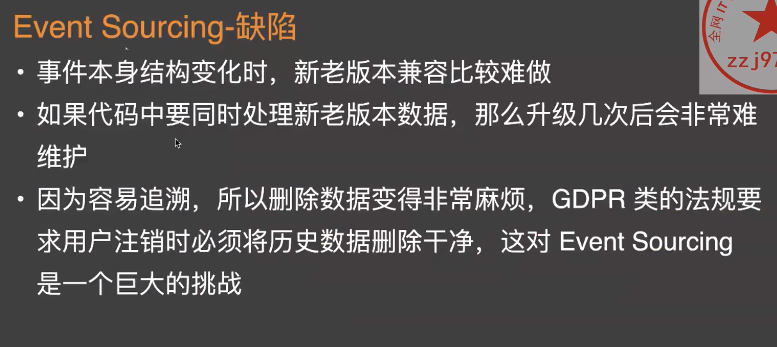 Event Sourcing-缺陷
• 事件本身结构变化时，新老版本兼容比较难做
• 如果代码中要同时处理新老版本数据，那么升级几次后会非常难
维护
• 因为容易追溯，所以删除数据变得非常麻烦，GDPR 类的法规要
求用户注销时必须将历史数据删除干净，这对 Event Sourcing
是一个巨大的挑战
全网IT
zzj97